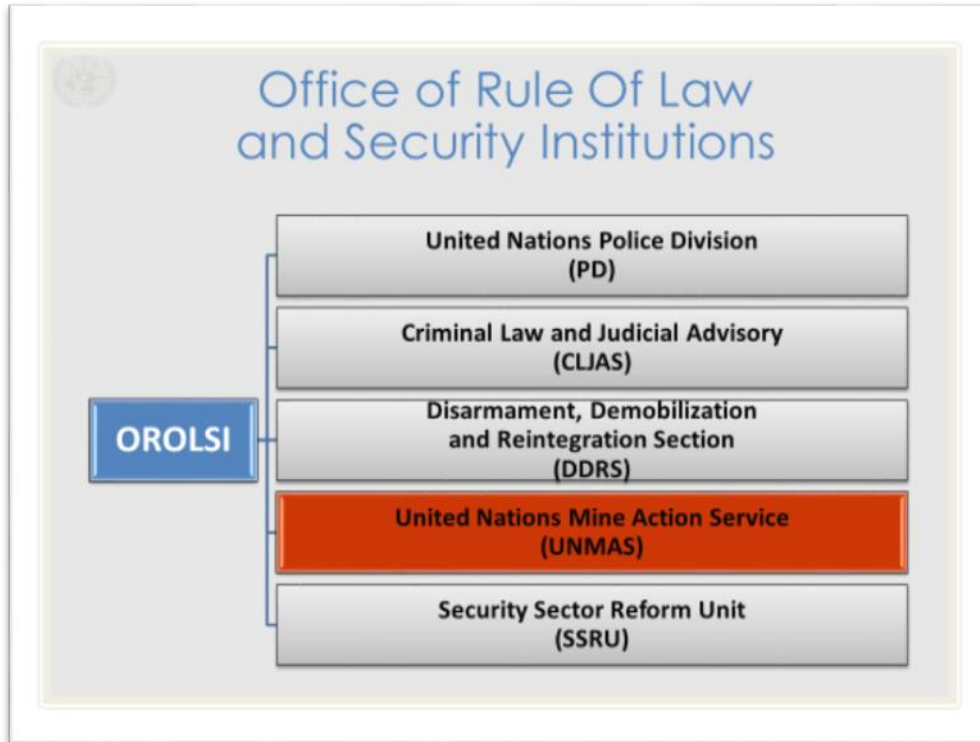 Office of Rule Of Law
and Security Institutions
United Nations Police Division
(PD)
Criminal Law and Judicial Advisory
(CLJAS)
OROLSI
Disarmament, Demobilization
and Reintegration Section
(DDRS)
United Nations Mine Action Service
(UNMAS)
Security Sector Reform Unit
(SSRU)